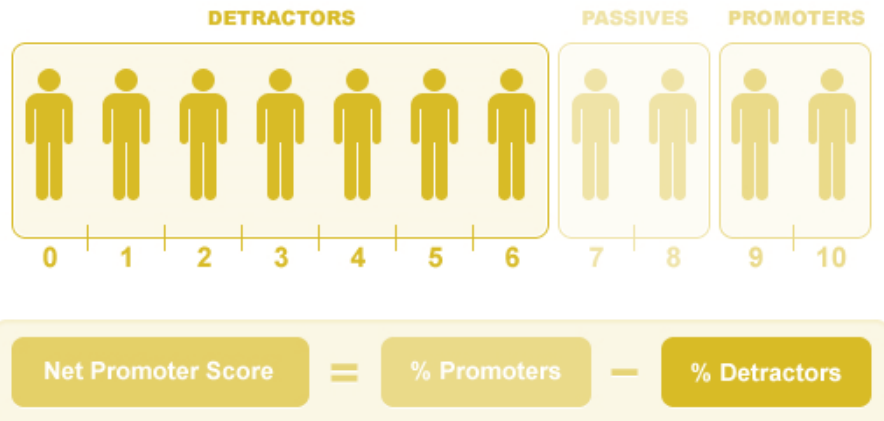 DETRACTORS PASSIVES PROMOTERS
0 1 2 3 4 5 6 7 8 9 10
Net Promoter Score = % Promoters − % Detractors